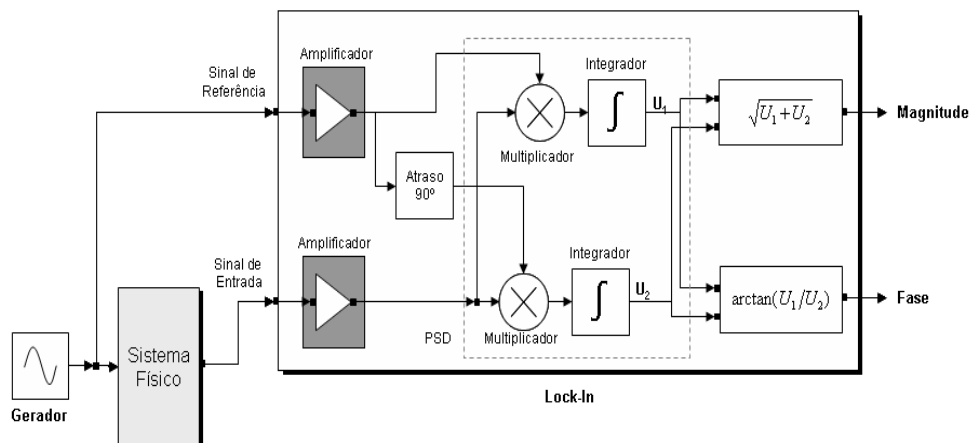 Amplificador
Sinal de
Referência
Integrador
U₁
∫
Multiplicador
√U₁+U₂
Magnitude
Atraso
90º
Amplificador
Sinal de
Entrada
Integrador
U₂
∫
Multiplicador
PSD
arctan(U₁/U₂)
Fase
Sistema
Físico
Gerador
Lock-In